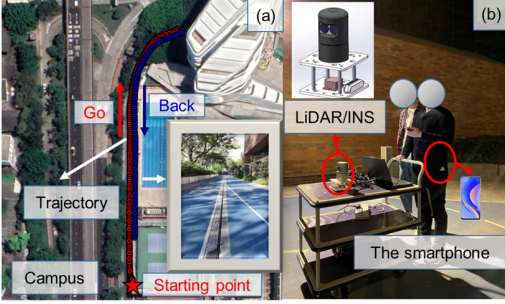 (a)
Go
Back
Trajectory
Campus
Starting point
(b)
LiDAR/INS
The smartphone